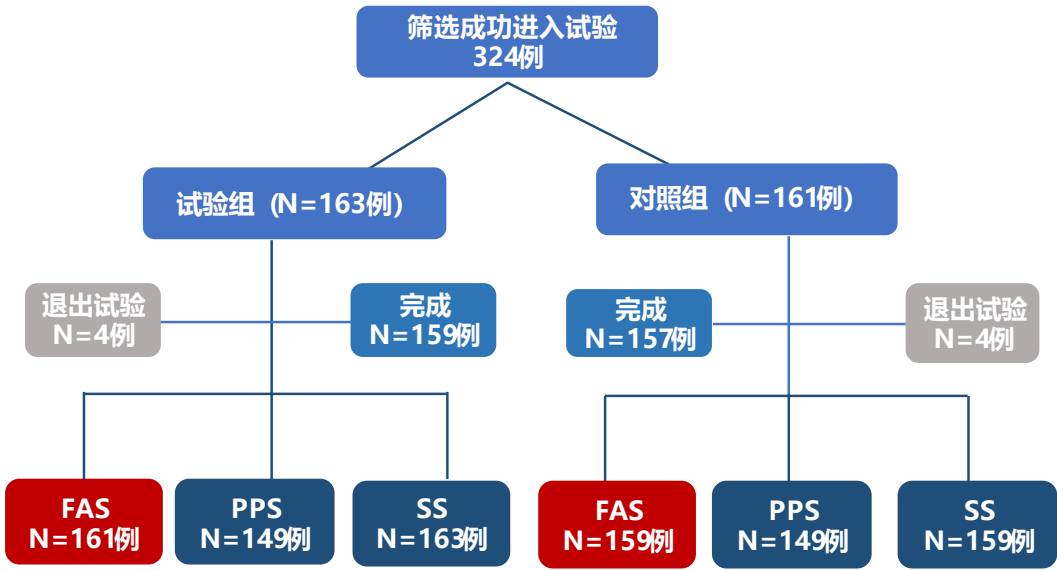 筛选成功进入试验
324例
试验组（N=163例）
对照组（N=161例）
退出试验
N=4例
完成
N=159例
完成
N=157例
退出试验
N=4例
FAS
N=161例
PPS
N=149例
SS
N=163例
FAS
N=159例
PPS
N=149例
SS
N=159例